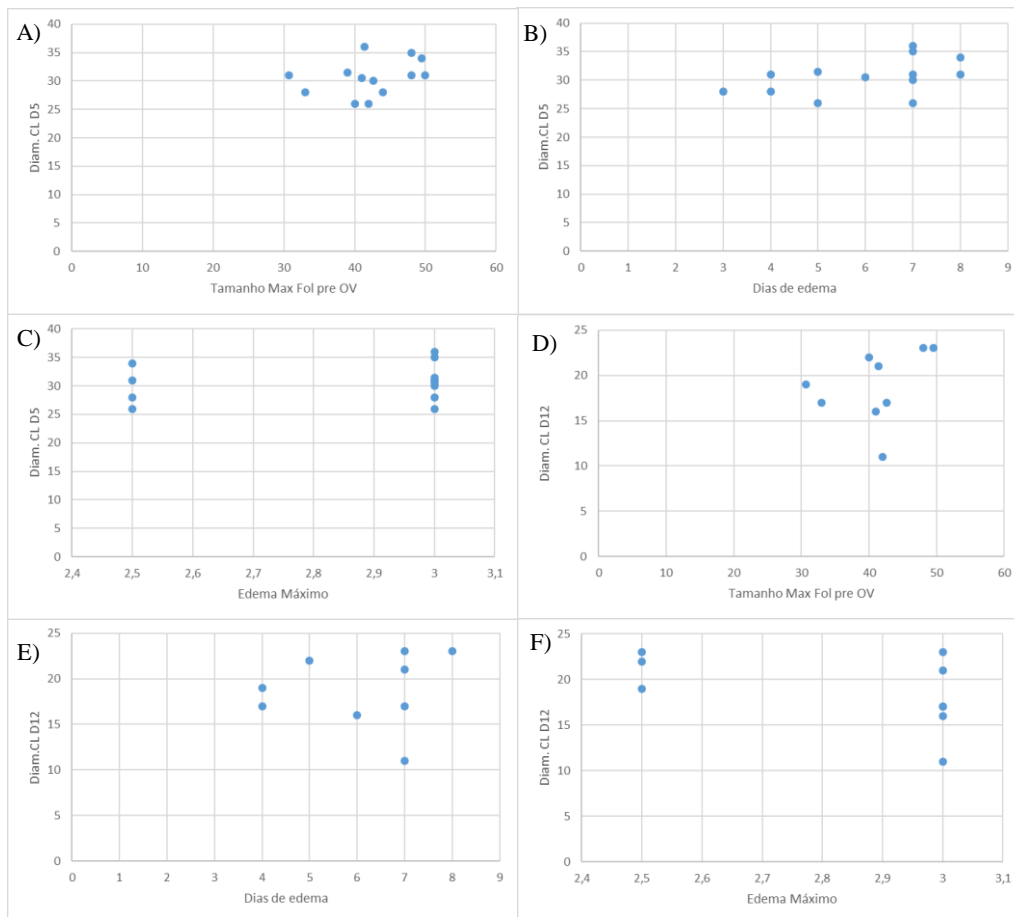 A)
Diam. CL D5
40
35
30
25
20
15
10
5
0
0 10 20 30 40 50 60
Tamanho Max Fol pre OV
B)
Diam. CL D5
40
35
30
25
20
15
10
5
0
0 1 2 3 4 5 6 7 8 9
Dias de edema
C)
Diam. CL D5
40
35
30
25
20
15
10
5
0
2,4 2,5 2,6 2,7 2,8 2,9 3 3,1
Edema Máximo
D)
Diam. CL D12
25
20
15
10
5
0
0 10 20 30 40 50 60
Tamanho Max Fol pre OV
E)
Diam.CL D12
25
20
15
10
5
0
0 1 2 3 4 5 6 7 8 9
Dias de edema
F)
Diam.CL D12
25
20
15
10
5
0
2,4 2,5 2,6 2,7 2,8 2,9 3 3,1
Edema Máximo